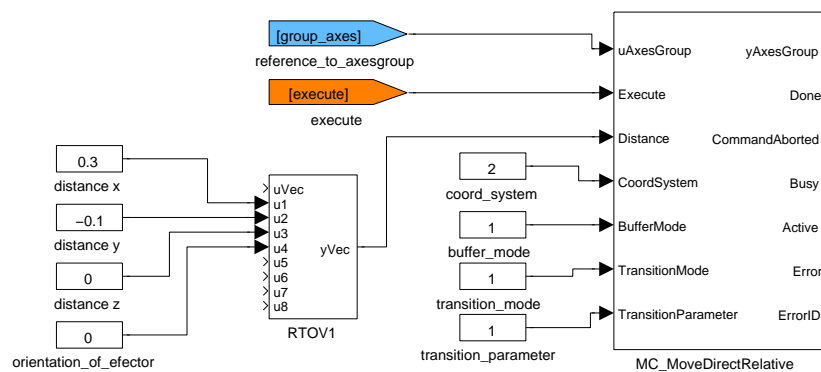 [group_axes]
reference_to_axesgroup
[execute]
execute
0.3
distance x
−0.1
distance y
0
distance z
0
orientation_of_efector
uVec
u1
u2
u3
u4
u5
u6
u7
u8
yVec
RTOV1
2
coord_system
1
buffer_mode
1
transition_mode
1
transition_parameter
uAxesGroup
Execute
Distance
CoordSystem
BufferMode
TransitionMode
TransitionParameter
yAxesGroup
Done
CommandAborted
Busy
Active
Error
ErrorID
MC_MoveDirectRelative